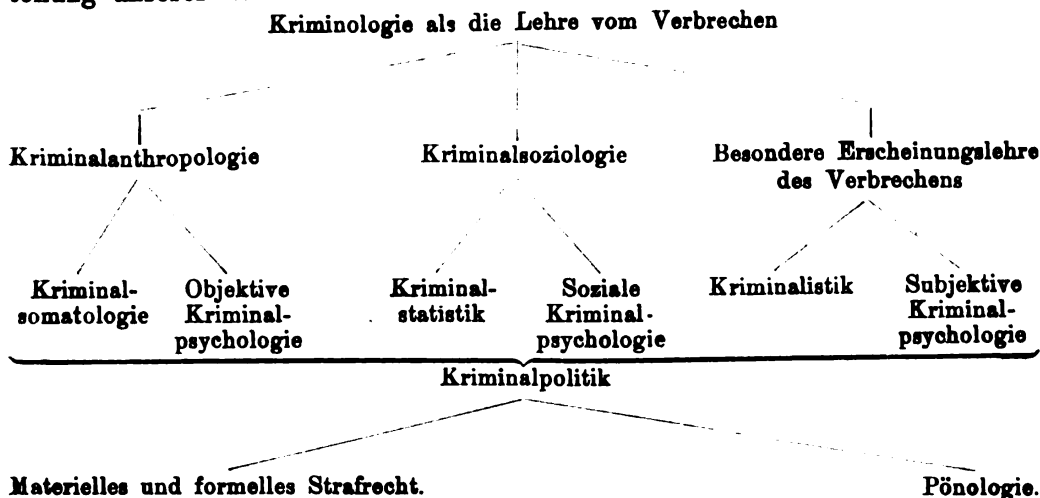 Kriminologie als die Lehre vom Verbrechen
Kriminalanthropologie
Kriminalsoziologie
Besondere Erscheinungslehre
des Verbrechens
Kriminal-
somatologie
Objektive
Kriminal-
psychologie
Kriminal-
statistik
Soziale
Kriminal-
psychologie
Kriminalistik
Subjektive
Kriminal-
psychologie
Kriminalpolitik
Materielles und formelles Strafrecht.
Pönologie.